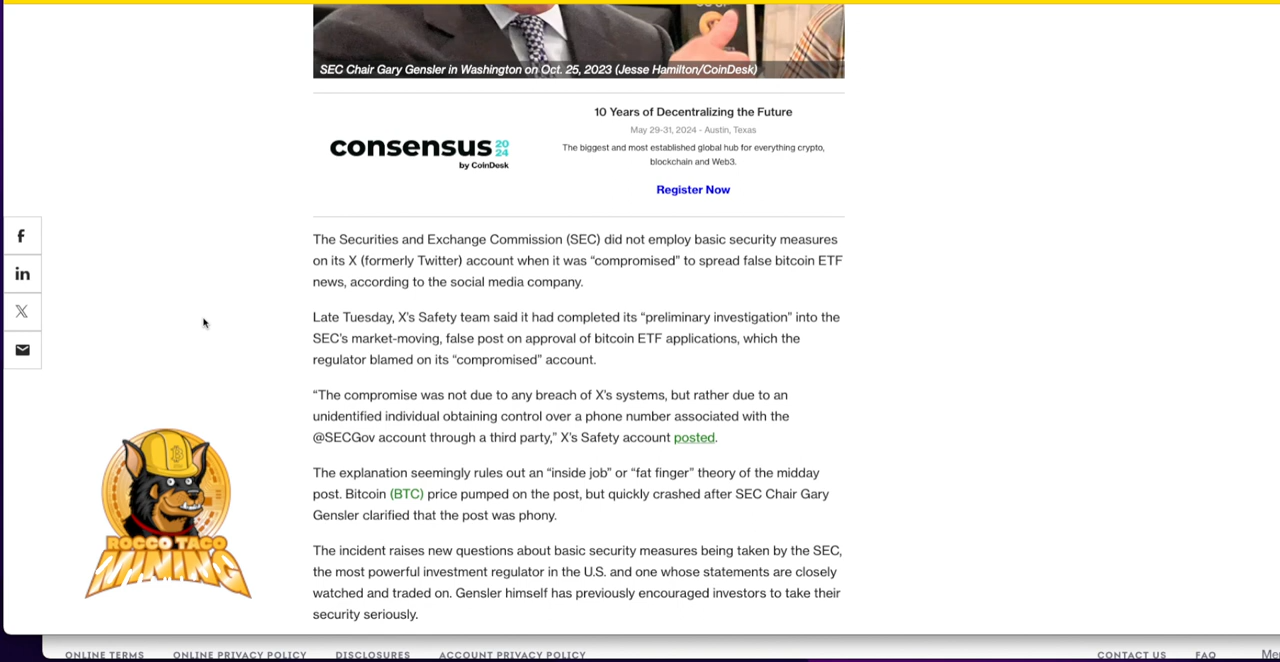 SEC Chair Gary Gensler in Washington on Oct. 25, 2023 (Jesse Hamilton/CoinDesk)
consensus 20
24
by CoinDesk
10 Years of Decentralizing the Future
May 29-31, 2024 - Austin, Texas
The biggest and most established global hub for everything crypto,
blockchain and Web3.
Register Now
f
in
X
The Securities and Exchange Commission (SEC) did not employ basic security measures
on its X (formerly Twitter) account when it was “compromised” to spread false bitcoin ETF
news, according to the social media company.
Late Tuesday, X’s Safety team said it had completed its “preliminary investigation” into the
SEC’s market-moving, false post on approval of bitcoin ETF applications, which the
regulator blamed on its “compromised” account.
“The compromise was not due to any breach of X’s systems, but rather due to an
unidentified individual obtaining control over a phone number associated with the
@SECGov account through a third party,” X’s Safety account posted.
The explanation seemingly rules out an “inside job” or “fat finger” theory of the midday
post. Bitcoin (BTC) price pumped on the post, but quickly crashed after SEC Chair Gary
Gensler clarified that the post was phony.
The incident raises new questions about basic security measures being taken by the SEC,
the most powerful investment regulator in the U.S. and one whose statements are closely
watched and traded on. Gensler himself has previously encouraged investors to take their
security seriously.
ROCCO TACO
MINING
ONLINE TERMS ONLINE PRIVACY POLICY DISCLOSURES ACCOUNT PRIVACY POLICY CONTACT US FAQ